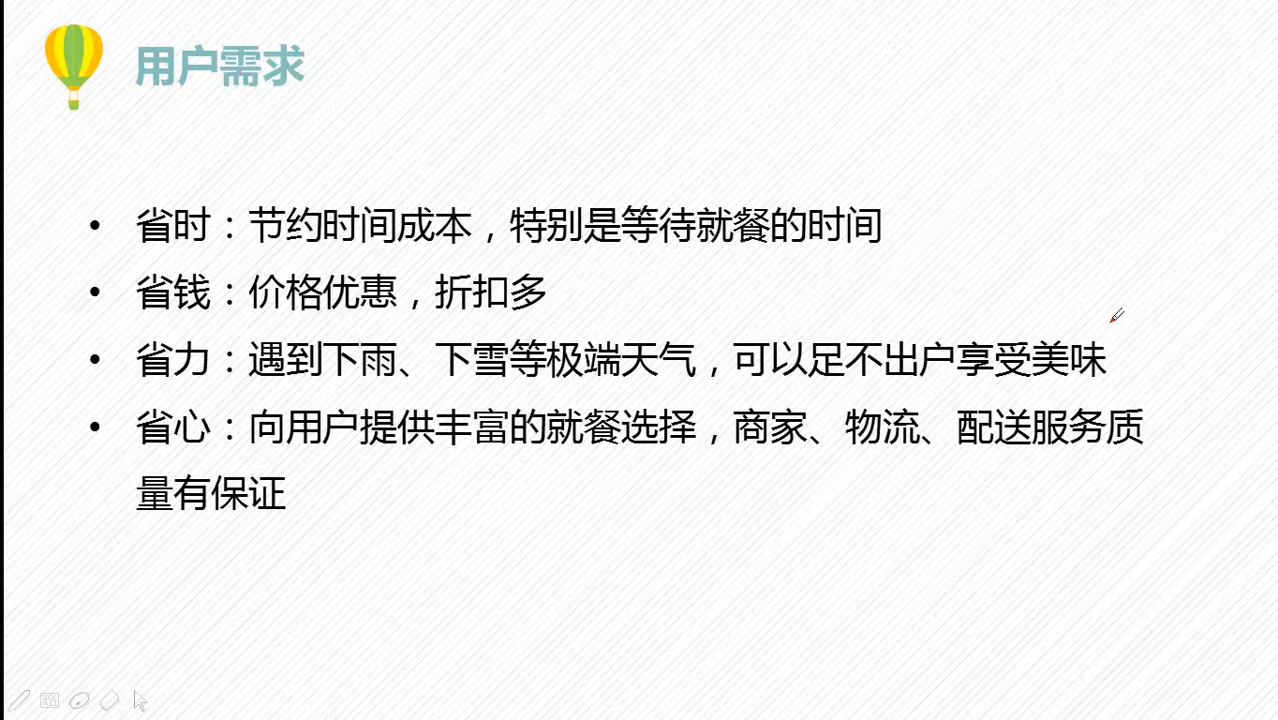 用户需求
• 省时：节约时间成本，特别是等待就餐的时间
• 省钱：价格优惠，折扣多
• 省力：遇到下雨、下雪等极端天气，可以足不出户享受美味
• 省心：向用户提供丰富的就餐选择，商家、物流、配送服务质
量有保证